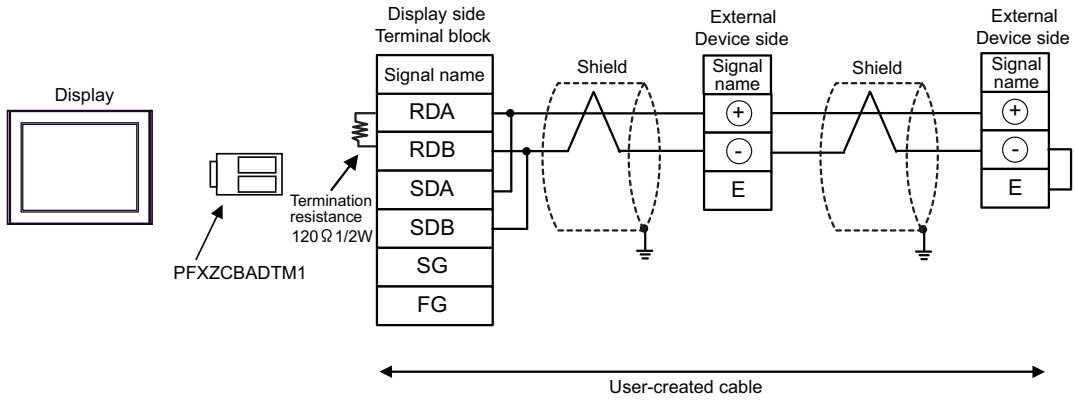 Display side
Terminal block
External
Device side
External
Device side
Signal name
Shield
Signal
name
Shield
Signal
name
Display
RDA
+
+
RDB
-
-
SDA
E
E
Termination
resistance
120Ω 1/2W
SDB
PFXZCBADTM1
SG
FG
User-created cable